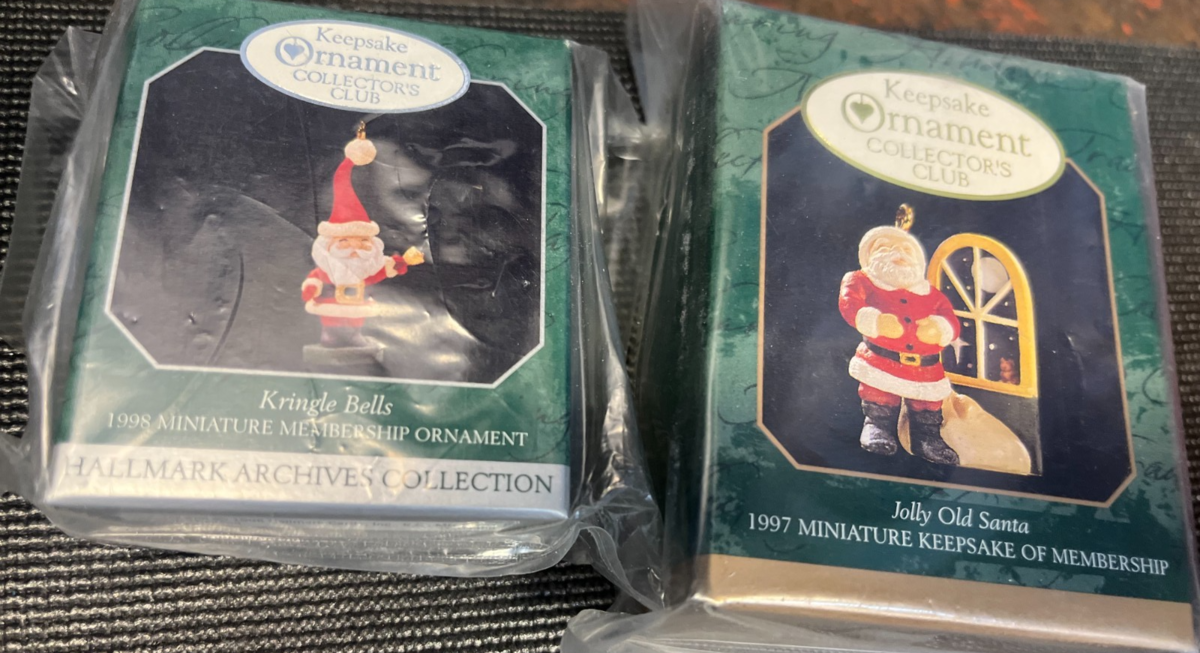 Keepsake
Ornament
COLLECTOR'S
CLUB
Kringle Bells
1998 MINIATURE MEMBERSHIP ORNAMENT
HALLMARK ARCHIVES COLLECTION
Keepsake
Ornament
COLLECTOR'S
CLUB
Jolly Old Santa
1997 MINIATURE KEEPSAKE OF MEMBERSHIP